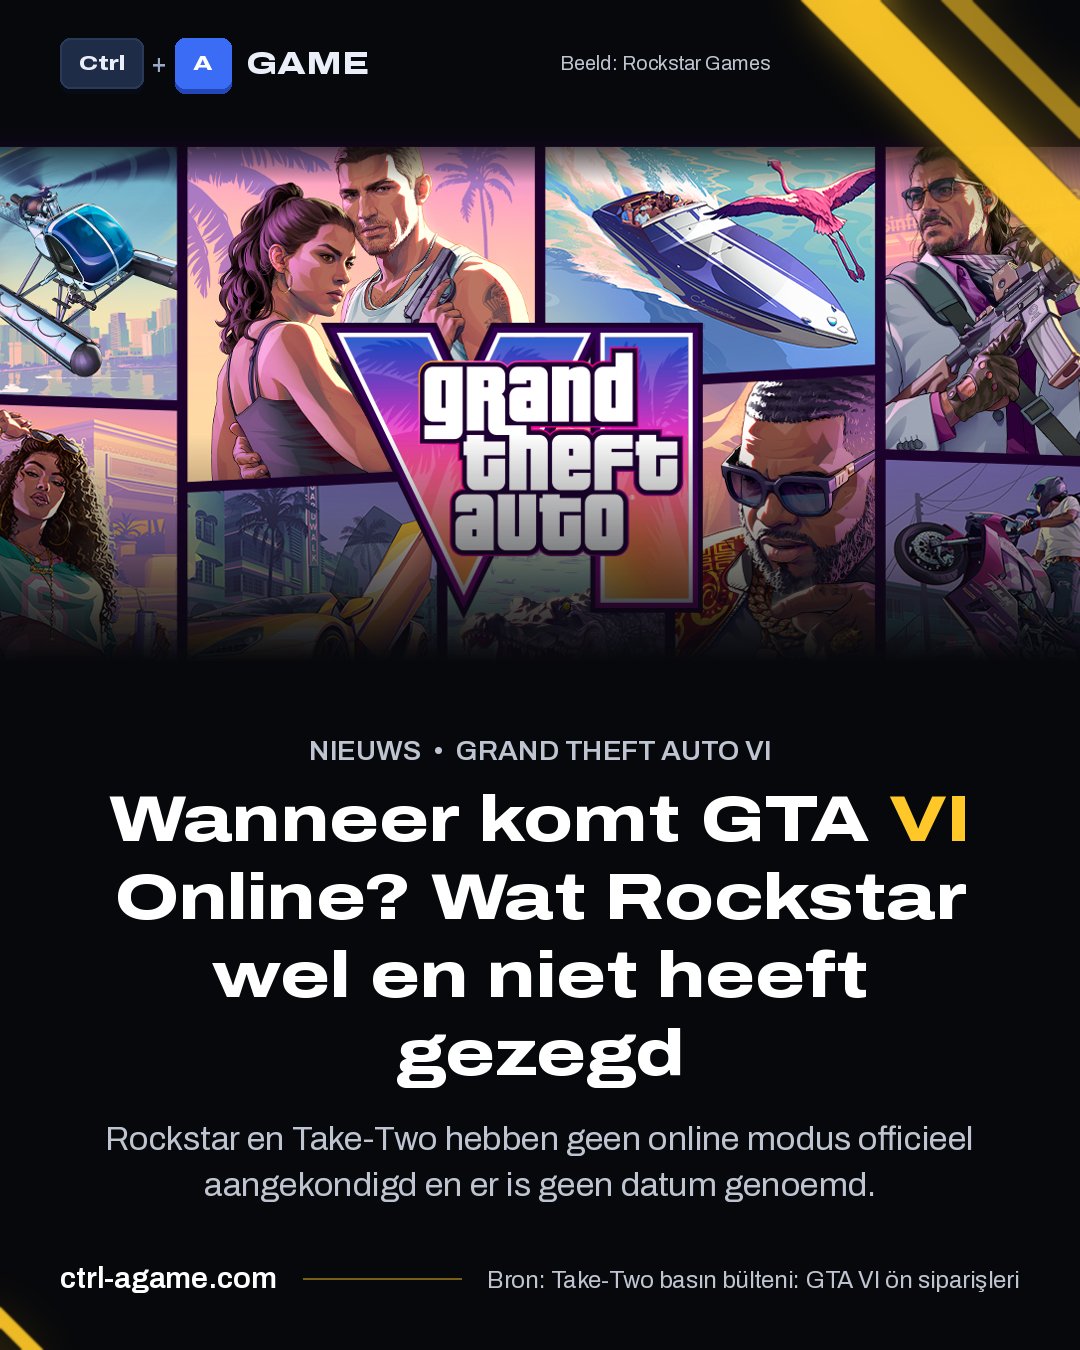 Ctrl + A GAME
Beeld: Rockstar Games
VI
grand
theft
auto
NIEUWS • GRAND THEFT AUTO VI
Wanneer komt GTA VI
Online? Wat Rockstar
wel en niet heeft
gezegd
Rockstar en Take-Two hebben geen online modus officieel
aangekondigd en er is geen datum genoemd.
ctrl-agame.com
Bron: Take-Two basın bülteni: GTA VI ön siparişleri